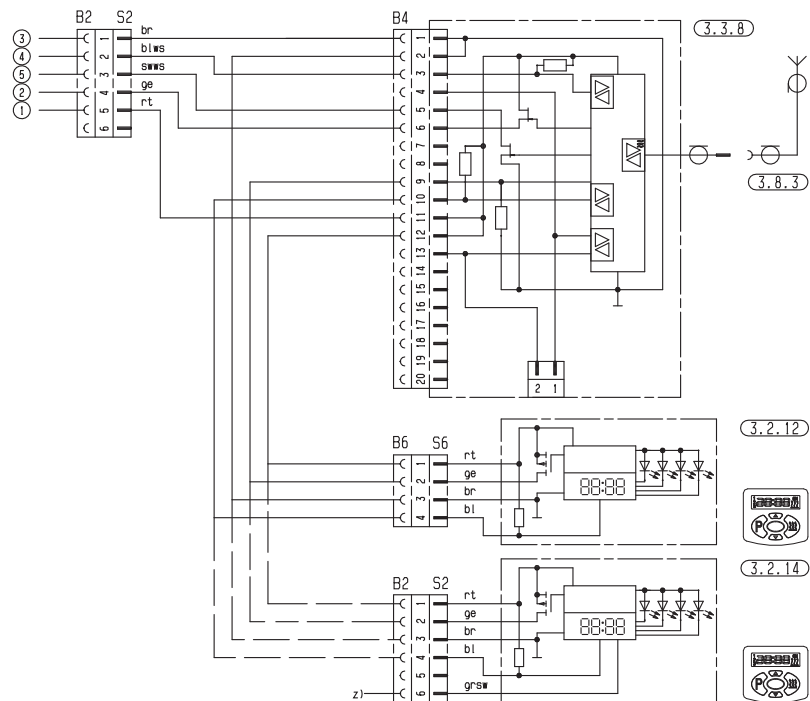 B2 S2
3 1 br
4 2 blws
5 3 swws
2 4 ge
1 5 rt
6
B4
1
2
3
4
5
6
7
8
9
10
11
12
13
14
15
16
17
18
19
20
2 1
3.3.8
3.8.3
B6 S6
1 rt
2 ge
3 br
4 bl
88:88
3.2.12
P
3.2.14
B2 S2
1 rt
2 ge
3 br
4 bl
5
z) 6 grsw
88:88
P